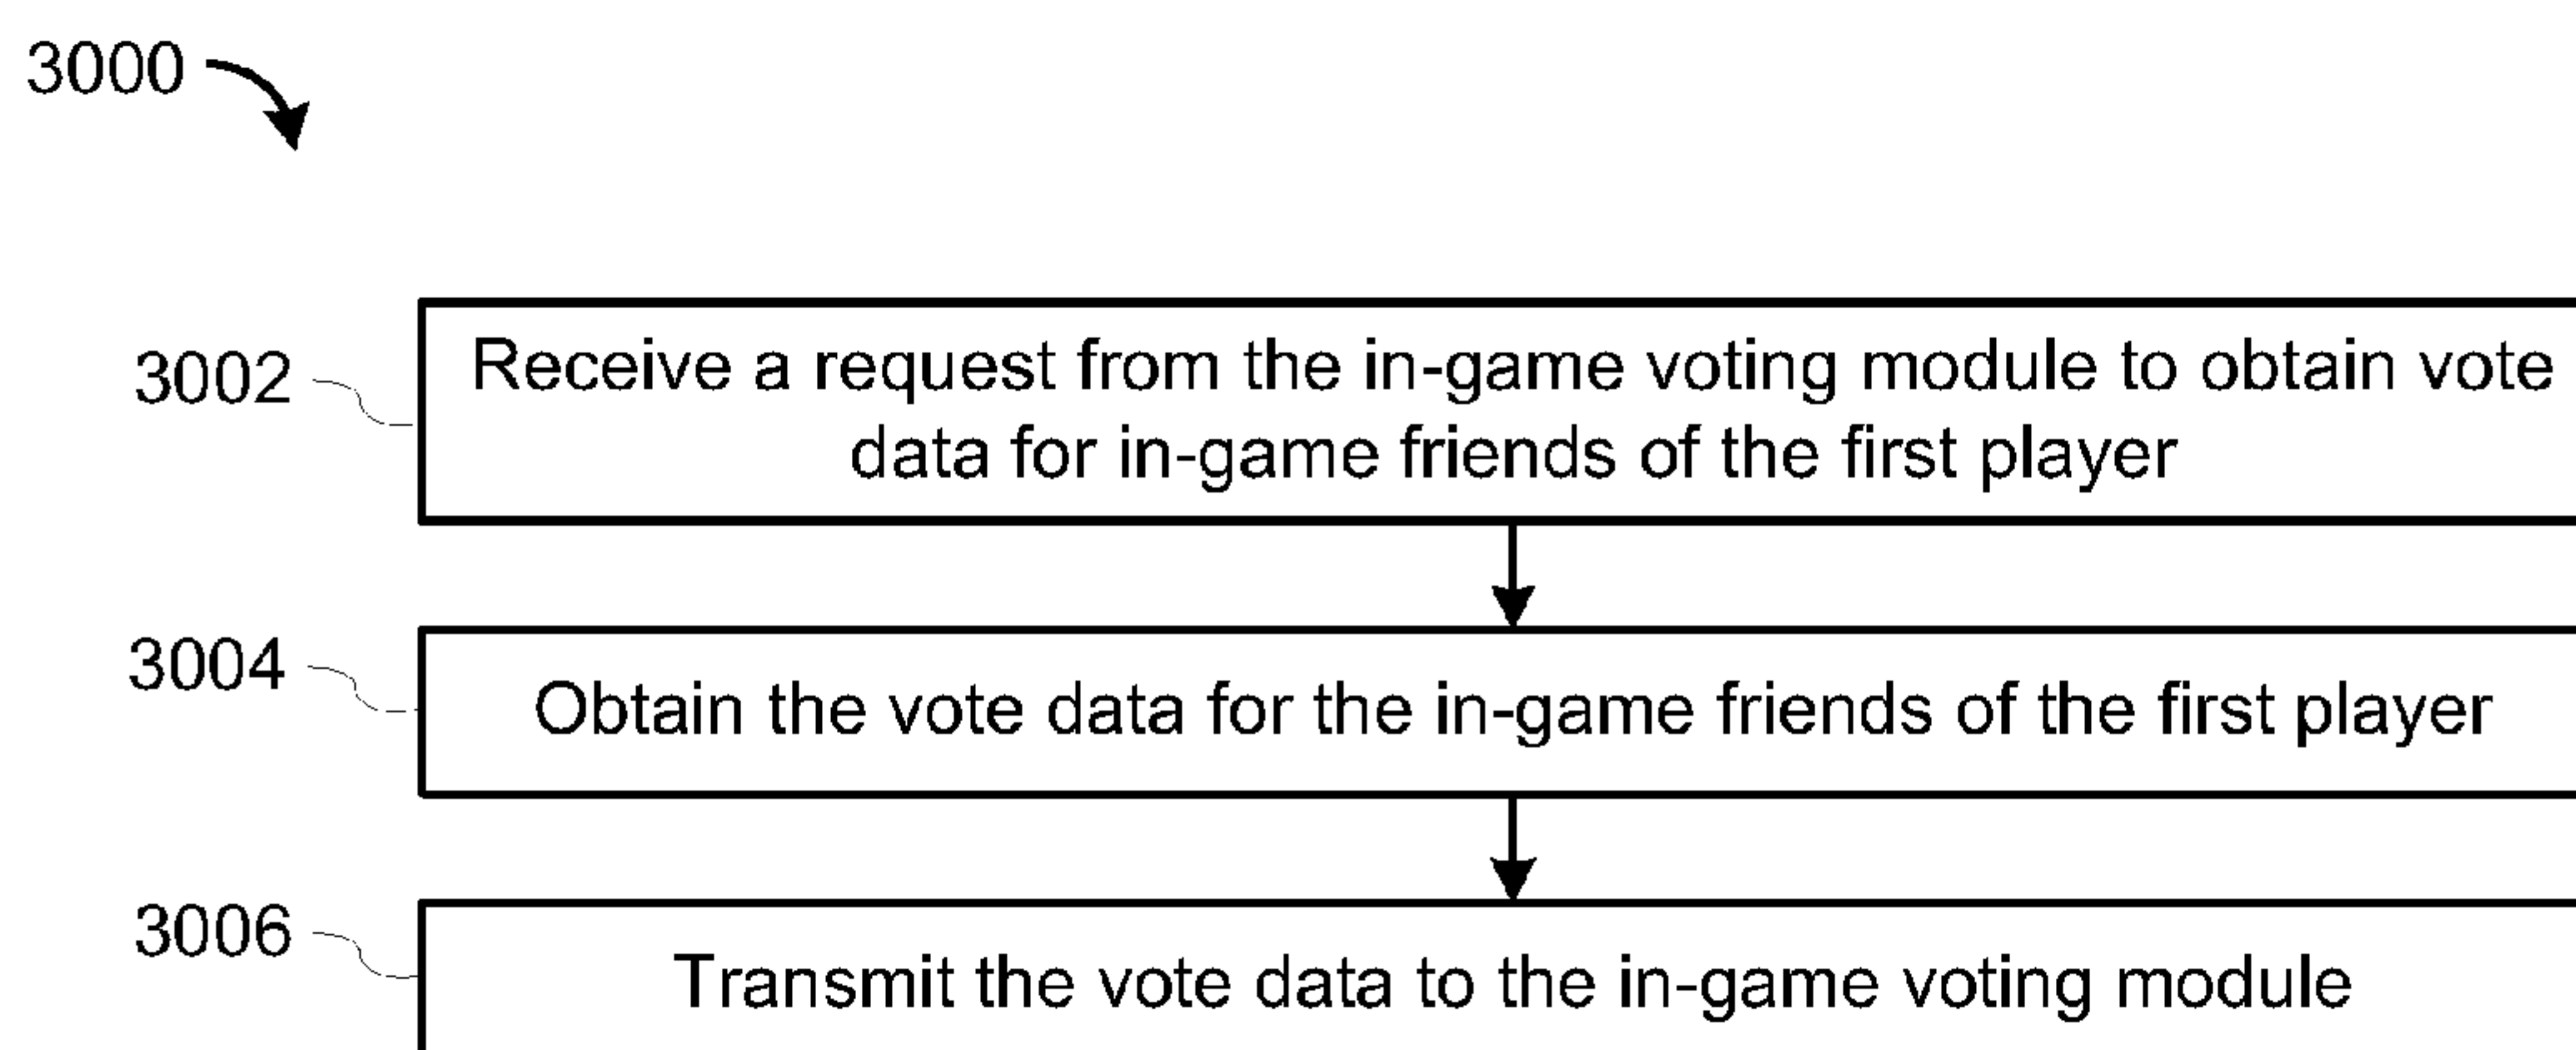 3000
3002
Receive a request from the in-game voting module to obtain vote
data for in-game friends of the first player
3004
Obtain the vote data for the in-game friends of the first player
3006
Transmit the vote data to the in-game voting module